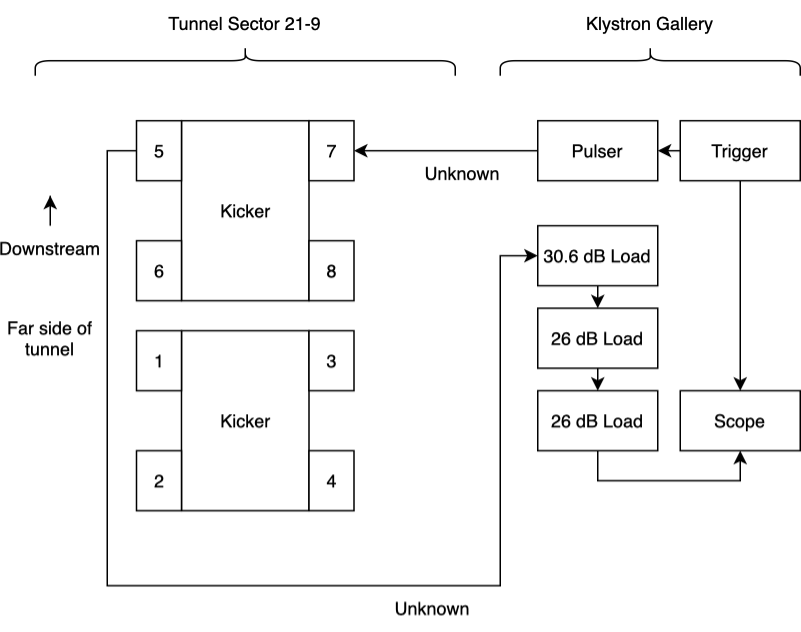 Tunnel Sector 21-9
Klystron Gallery
5
7
Pulser
Trigger
Unknown
Kicker
Downstream
6
8
30.6 dB Load
Far side of
tunnel
1
3
26 dB Load
Kicker
26 dB Load
Scope
2
4
Unknown